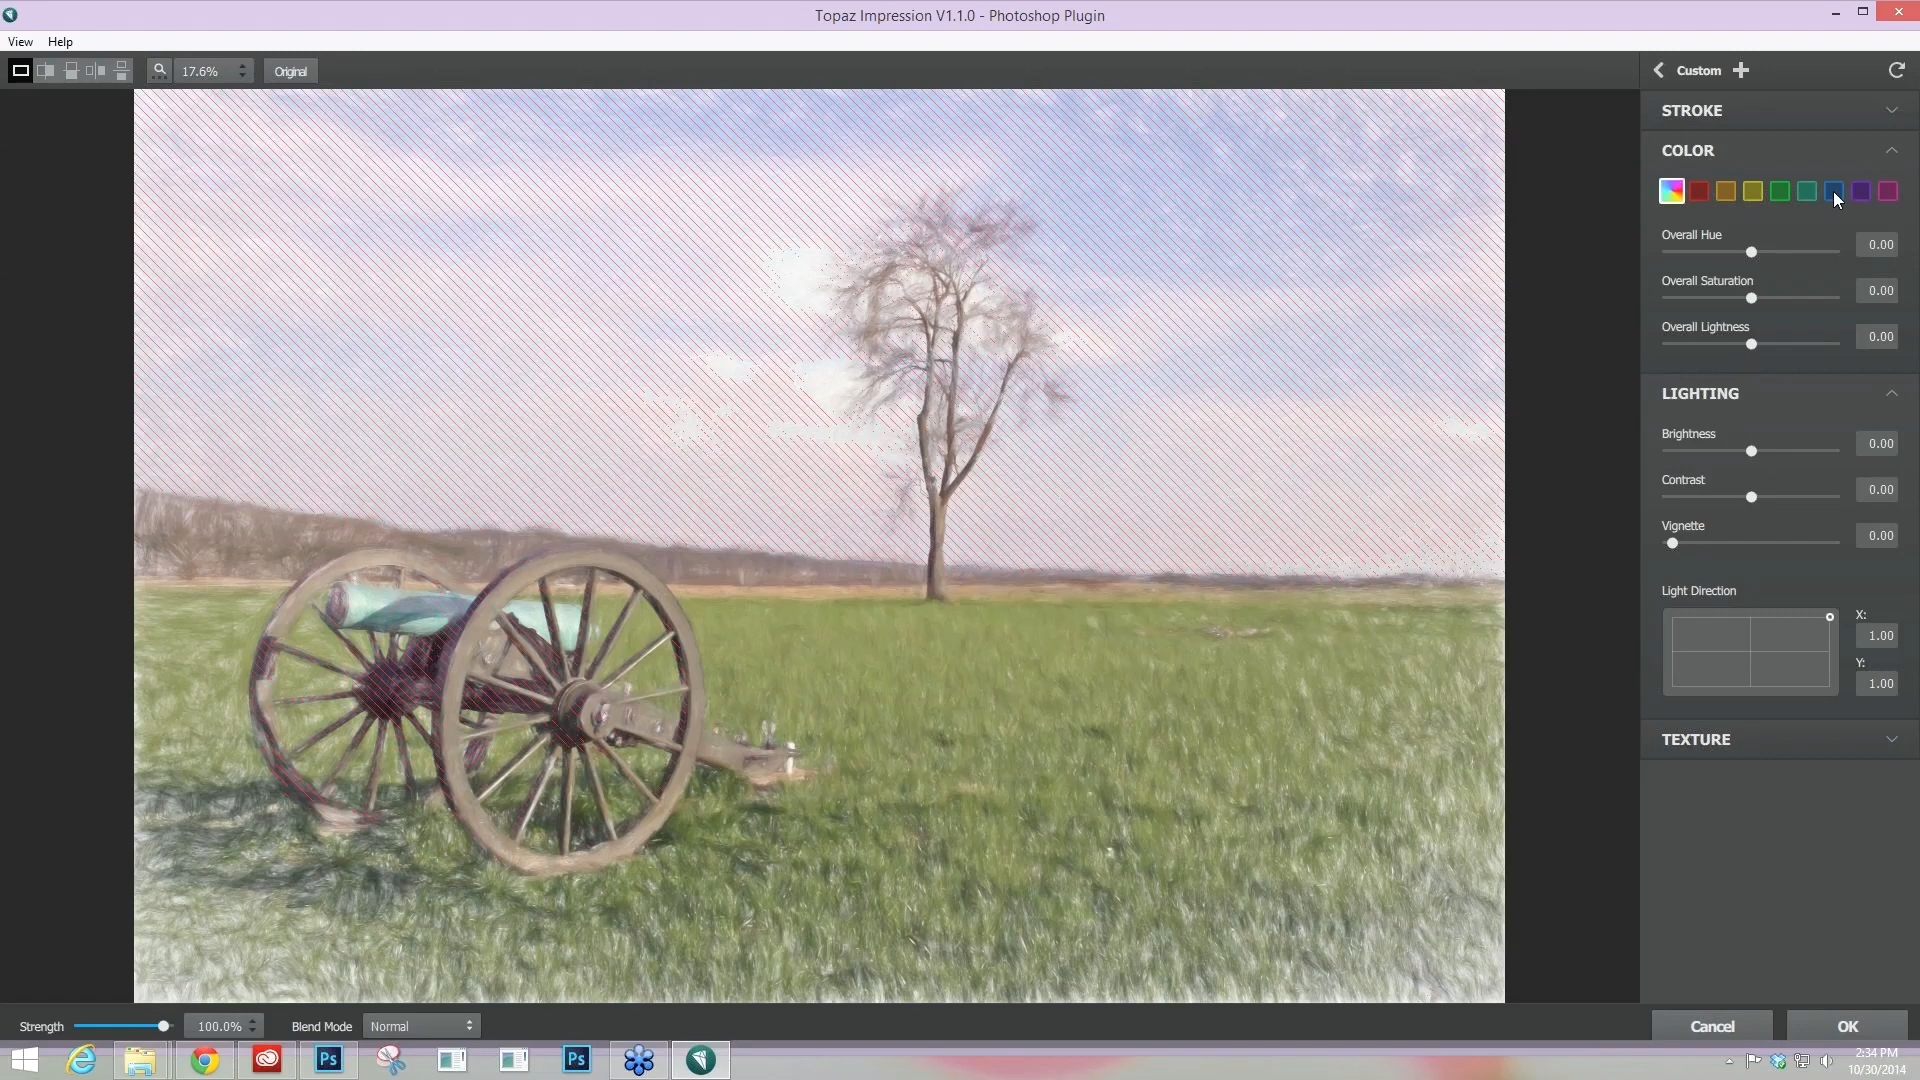 Topaz Impression V1.1.0 - Photoshop Plugin
View Help
17.6% Original Custom
STROKE
COLOR
Overall Hue 0.00
Overall Saturation 0.00
Overall Lightness 0.00
LIGHTING
Brightness 0.00
Contrast 0.00
Vignette 0.00
Light Direction
X:
1.00
Y:
1.00
TEXTURE
Strength 100.0% Blend Mode Normal Cancel OK
Ps Ps
2:34 PM
10/30/2014